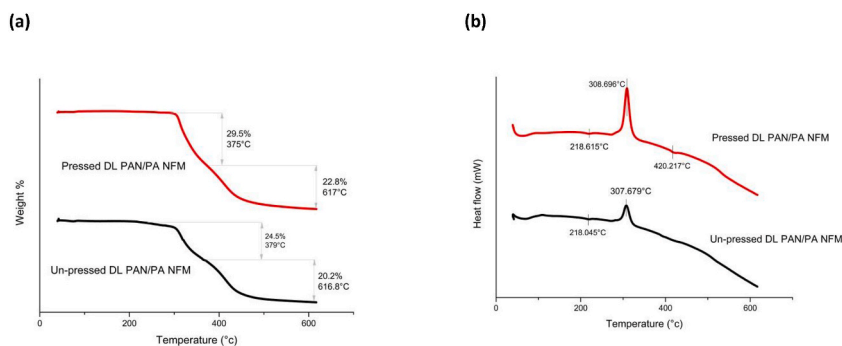 (a)
Weight %
29.5%
375°C
Pressed DL PAN/PA NFM
22.8%
617°C
24.5%
379°C
Un-pressed DL PAN/PA NFM
20.2%
616.8°C
0
200
400
600
Temperature (°c)
(b)
Heat flow (mW)
308.696°C
218.615°C
Pressed DL PAN/PA NFM
420.217°C
307.679°C
218.045°C
Un-pressed DL PAN/PA NFM
0
200
400
600
Temperature (°c)